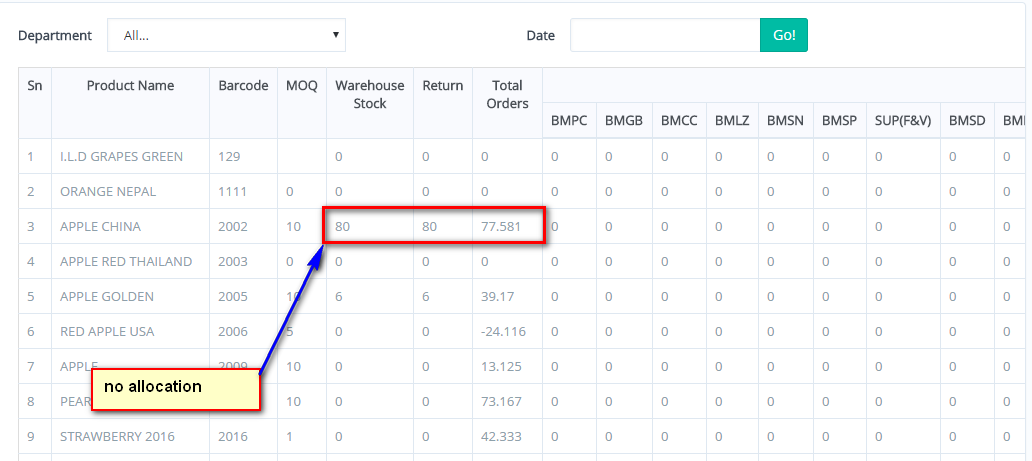 Department All... Date Go!
Sn Product Name Barcode MOQ Warehouse Stock Return Total Orders
BMPC BMGB BMCC BMLZ BMSN BMSP SUP(F&V) BMSD
1 I.L.D GRAPES GREEN 129 0 0 0 0 0 0 0 0 0 0 0 0
2 ORANGE NEPAL 1111 0 0 0 0 0 0 0 0 0 0 0 0 0
3 APPLE CHINA 2002 10 80 80 77.581 0 0 0 0 0 0 0 0 0
4 APPLE RED THAILAND 2003 0 0 0 0 0 0 0 0 0 0 0 0 0
5 APPLE GOLDEN 2005 10 6 6 39.17 0 0 0 0 0 0 0 0 0
6 RED APPLE USA 2006 5 0 0 -24.116 0 0 0 0 0 0 0 0 0
7 APPLE 2009 10 0 0 13.125 0 0 0 0 0 0 0 0 0
no allocation
8 PEAR 10 0 0 73.167 0 0 0 0 0 0 0 0 0
9 STRAWBERRY 2016 2016 1 0 0 42.333 0 0 0 0 0 0 0 0 0